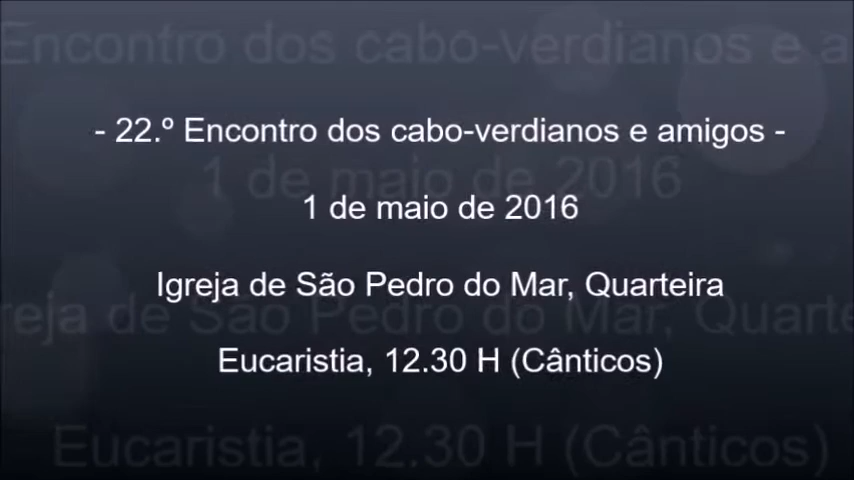 - 22.º Encontro dos cabo-verdianos e amigos -
1 de maio de 2016
Igreja de São Pedro do Mar, Quarteira
Eucaristia, 12.30 H (Cânticos)